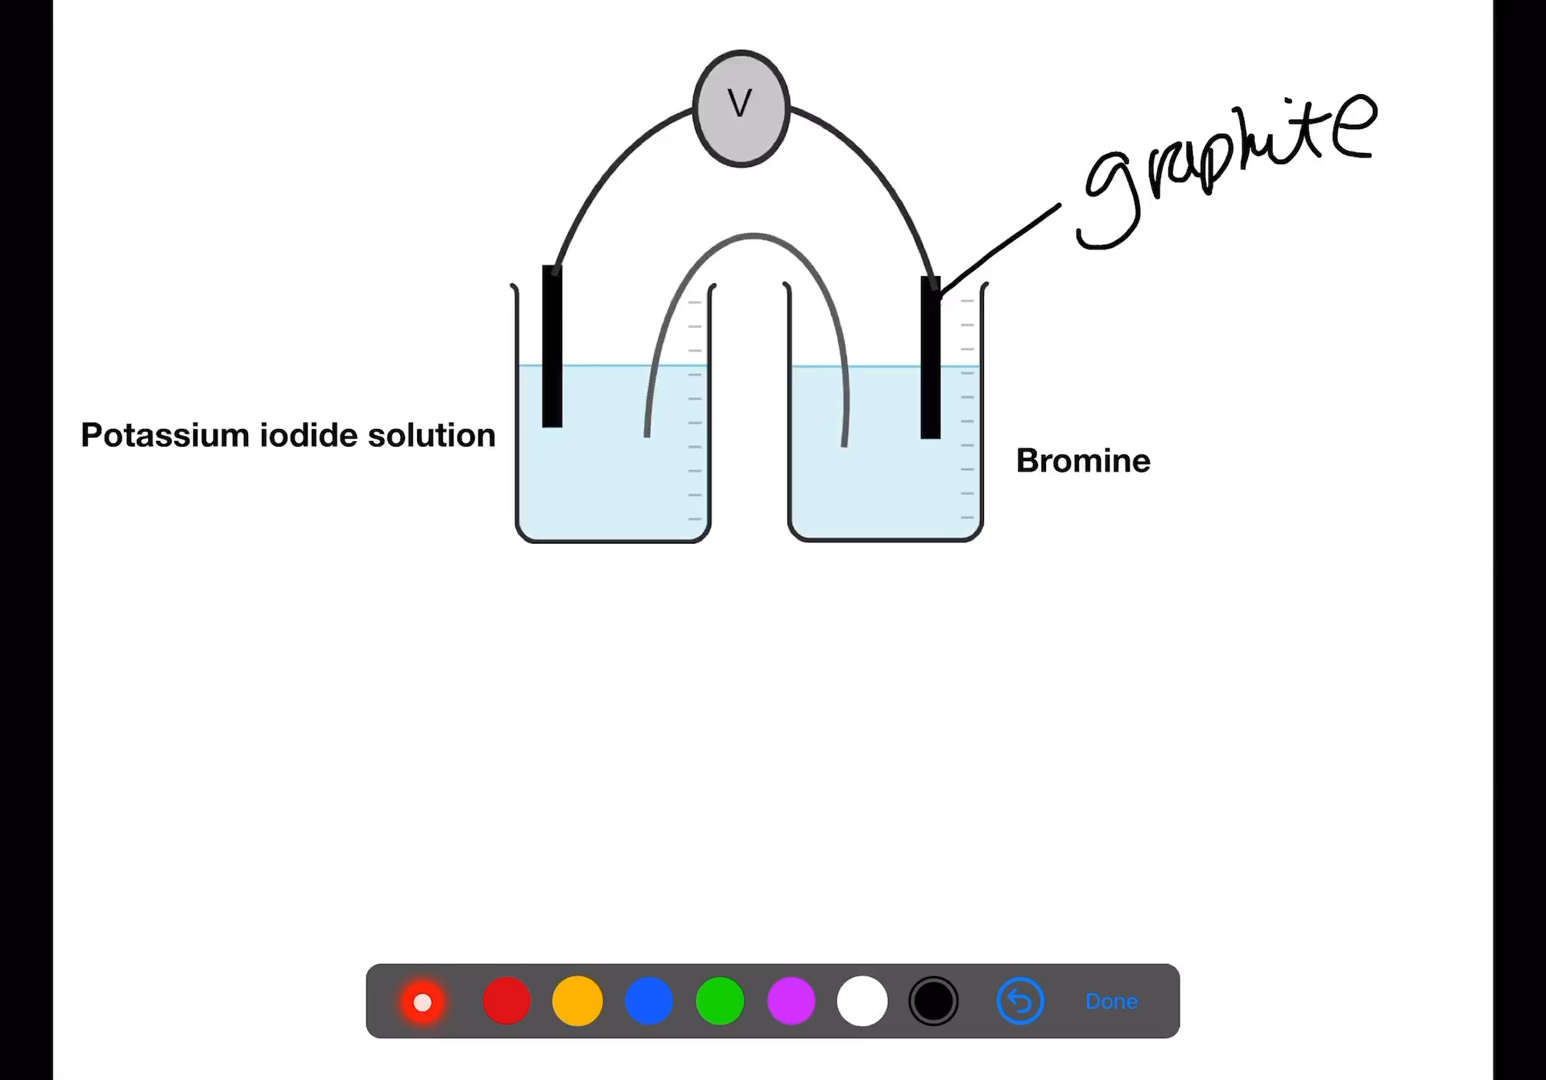 V
graphite
Potassium iodide solution
Bromine
Done